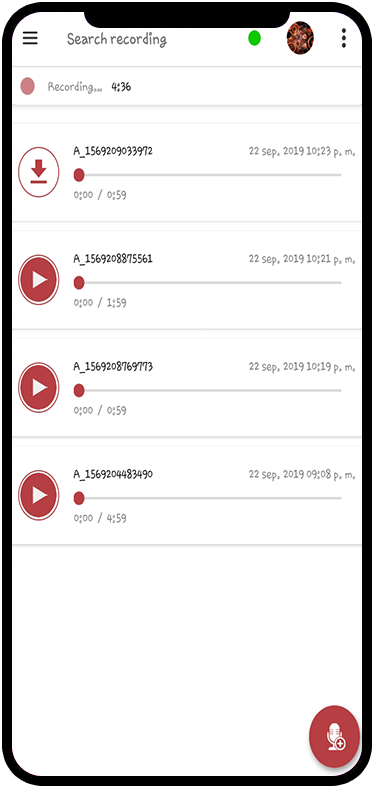 Search recording
Recording... 4:36
A_1569209033972 22 sep. 2019 10:23 p. m.
0:00 / 0:59
A_1569208875561 22 sep. 2019 10:21 p. m.
0:00 / 1:59
A_1569208769773 22 sep. 2019 10:19 p. m.
0:00 / 0:59
A_1569204483490 22 sep. 2019 09:08 p. m.
0:00 / 4:59